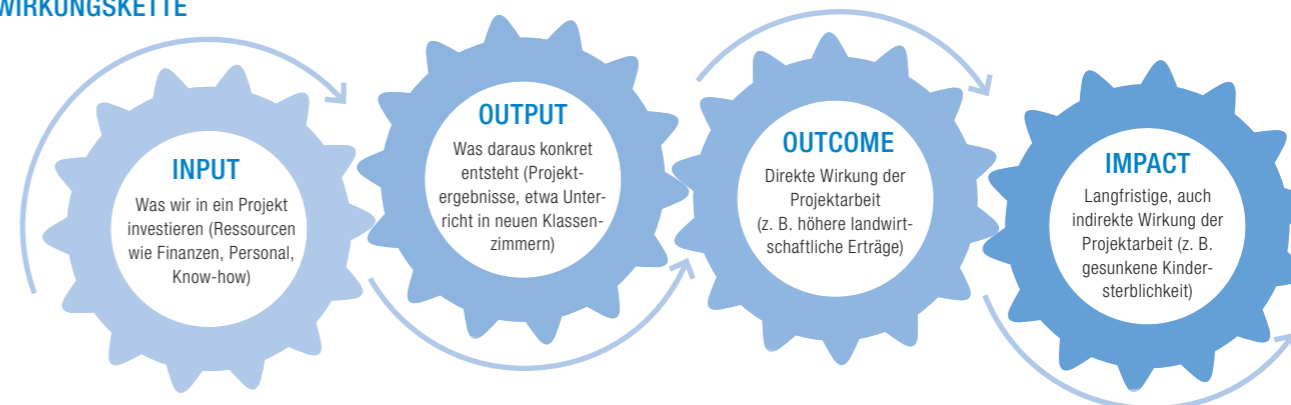 WIRKUNGSKETTE
INPUT
Was wir in ein Projekt
investieren (Ressourcen
wie Finanzen, Personal,
Know-how)
OUTPUT
Was daraus konkret
entsteht (Projekt-
ergebnisse, etwa Unter-
richt in neuen Klassen-
zimmern)
OUTCOME
Direkte Wirkung der
Projektarbeit
(z. B. höhere landwirt-
schaftliche Erträge)
IMPACT
Langfristige, auch
indirekte Wirkung der
Projektarbeit (z. B.
gesunkene Kinder-
sterblichkeit)